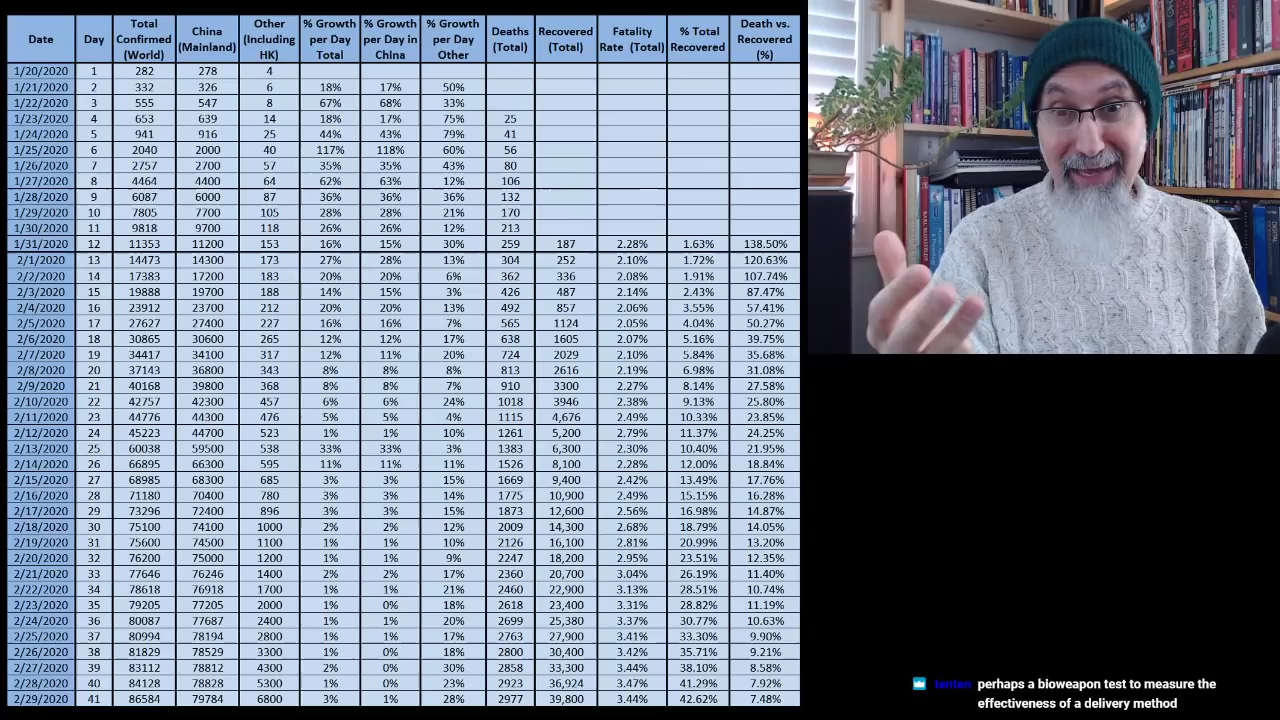 Date Day Total Confirmed (World) China (Mainland) Other (Including HK) % Growth per Day Total % Growth per Day in China % Growth per Day Other Deaths (Total) Recovered (Total) Fatality Rate (Total) % Total Recovered Death vs. Recovered (%)
1/20/2020 1 282 278 4
1/21/2020 2 332 326 6 18% 17% 50%
1/22/2020 3 555 547 8 67% 68% 33%
1/23/2020 4 653 639 14 18% 17% 75% 25
1/24/2020 5 941 916 25 44% 43% 79% 41
1/25/2020 6 2040 2000 40 117% 118% 60% 56
1/26/2020 7 2757 2700 57 35% 35% 43% 80
1/27/2020 8 4464 4400 64 62% 63% 12% 106
1/28/2020 9 6087 6000 87 36% 36% 36% 132
1/29/2020 10 7805 7700 105 28% 28% 21% 170
1/30/2020 11 9818 9700 118 26% 26% 12% 213
1/31/2020 12 11353 11200 153 16% 15% 30% 259 187 2.28% 1.63% 138.50%
2/1/2020 13 14473 14300 173 27% 28% 13% 304 252 2.10% 1.72% 120.63%
2/2/2020 14 17383 17200 183 20% 20% 6% 362 336 2.08% 1.91% 107.74%
2/3/2020 15 19888 19700 188 14% 15% 3% 426 487 2.14% 2.43% 87.47%
2/4/2020 16 23912 23700 212 20% 20% 13% 492 857 2.06% 3.55% 57.41%
2/5/2020 17 27627 27400 227 16% 16% 7% 565 1124 2.05% 4.04% 50.27%
2/6/2020 18 30865 30600 265 12% 12% 17% 638 1605 2.07% 5.16% 39.75%
2/7/2020 19 34417 34100 317 12% 11% 20% 724 2029 2.10% 5.84% 35.68%
2/8/2020 20 37143 36800 343 8% 8% 8% 813 2616 2.19% 6.98% 31.08%
2/9/2020 21 40168 39800 368 8% 8% 7% 910 3300 2.27% 8.14% 27.58%
2/10/2020 22 42757 42300 457 6% 6% 24% 1018 3946 2.38% 9.13% 25.80%
2/11/2020 23 44776 44300 476 5% 5% 4% 1115 4,676 2.49% 10.33% 23.85%
2/12/2020 24 45223 44700 523 1% 1% 10% 1261 5,200 2.79% 11.37% 24.25%
2/13/2020 25 60038 59500 538 33% 33% 3% 1383 6,300 2.30% 10.40% 21.95%
2/14/2020 26 66895 66300 595 11% 11% 11% 1526 8,100 2.28% 12.00% 18.84%
2/15/2020 27 68985 68300 685 3% 3% 15% 1669 9,400 2.42% 13.49% 17.76%
2/16/2020 28 71180 70400 780 3% 3% 14% 1775 10,900 2.49% 15.15% 16.28%
2/17/2020 29 73296 72400 896 3% 3% 15% 1873 12,600 2.56% 16.98% 14.87%
2/18/2020 30 75100 74100 1000 2% 2% 12% 2009 14,300 2.68% 18.79% 14.05%
2/19/2020 31 75600 74500 1100 1% 1% 10% 2126 16,100 2.81% 20.99% 13.20%
2/20/2020 32 76200 75000 1200 1% 1% 9% 2247 18,200 2.95% 23.51% 12.35%
2/21/2020 33 77646 76246 1400 2% 2% 17% 2360 20,700 3.04% 26.19% 11.40%
2/22/2020 34 78618 76918 1700 1% 1% 21% 2460 22,900 3.13% 28.51% 10.74%
2/23/2020 35 79205 77205 2000 1% 0% 18% 2618 23,400 3.31% 28.82% 11.19%
2/24/2020 36 80087 77687 2400 1% 1% 20% 2699 25,380 3.37% 30.77% 10.63%
2/25/2020 37 80994 78194 2800 1% 1% 17% 2763 27,900 3.41% 33.30% 9.90%
2/26/2020 38 81829 78529 3300 1% 0% 18% 2800 30,400 3.42% 35.71% 9.21%
2/27/2020 39 83112 78812 4300 2% 0% 30% 2858 33,300 3.44% 38.10% 8.58%
2/28/2020 40 84128 78828 5300 1% 0% 23% 2923 36,924 3.47% 41.29% 7.92%
2/29/2020 41 86584 79784 6800 3% 1% 28% 2977 39,800 3.44% 42.62% 7.48%
tenten perhaps a bioweapon test to measure the
effectiveness of a delivery method